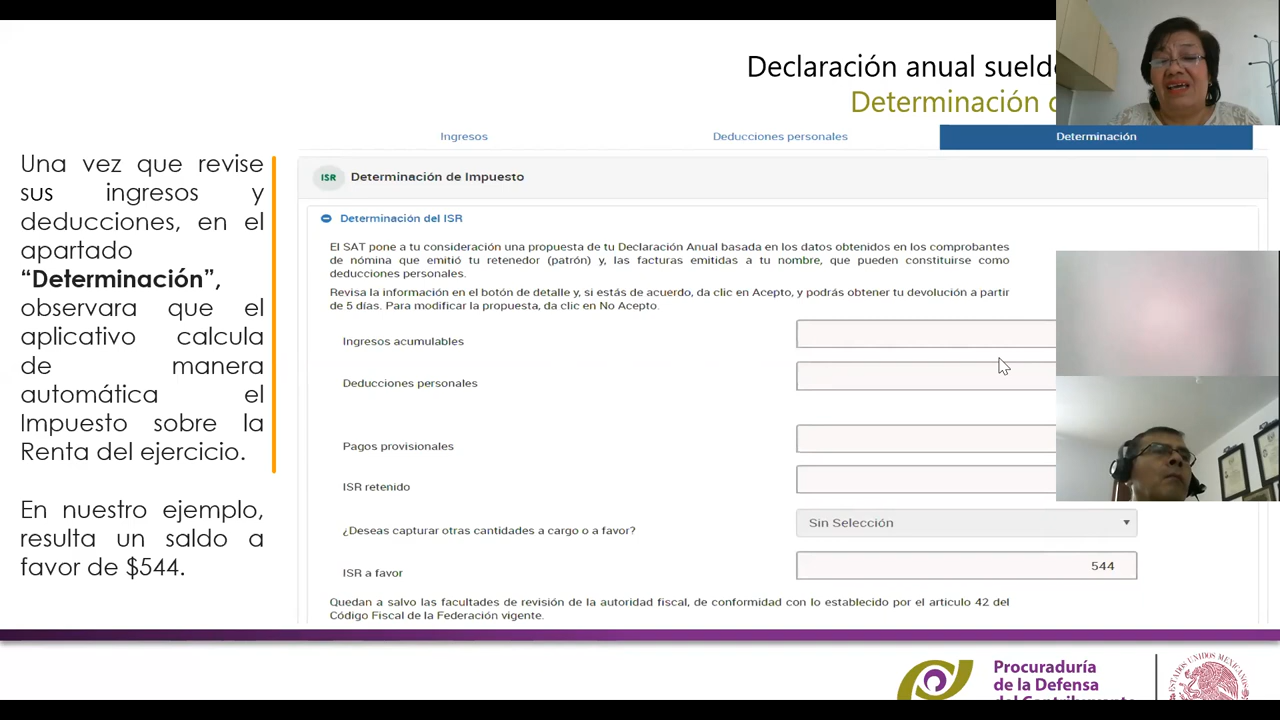 Declaración anual
Determinación
Ingresos
Deducciones personales
Determinación
Una vez que revise
sus ingresos y
deducciones, en el
apartado
“Determinación”,
observara que el
aplicativo calcula
de manera
automática el
Impuesto sobre la
Renta del ejercicio.
En nuestro ejemplo,
resulta un saldo a
favor de $544.
ISR
Determinación de Impuesto
Determinación del ISR
El SAT pone a tu consideración una propuesta de tu Declaración Anual basada en los datos obtenidos en los comprobantes
de nómina que emitió tu retenedor (patrón) y, las facturas emitidas a tu nombre, que pueden constituirse como
deducciones personales.
Revisa la información en el botón de detalle y, si estás de acuerdo, da clic en Acepto, y podrás obtener tu devolución a partir
de 5 días. Para modificar la propuesta, da clic en No Acepto.
Ingresos acumulables
Deducciones personales
Pagos provisionales
ISR retenido
¿Deseas capturar otras cantidades a cargo o a favor?
Sin Selección
ISR a favor
544
Quedan a salvo las facultades de revisión de la autoridad fiscal, de conformidad con lo establecido por el articulo 42 del
Código Fiscal de la Federación vigente.
Procuraduría
de la Defensa
del Contribuyente
ESTADOS UNIDOS MEXICANOS